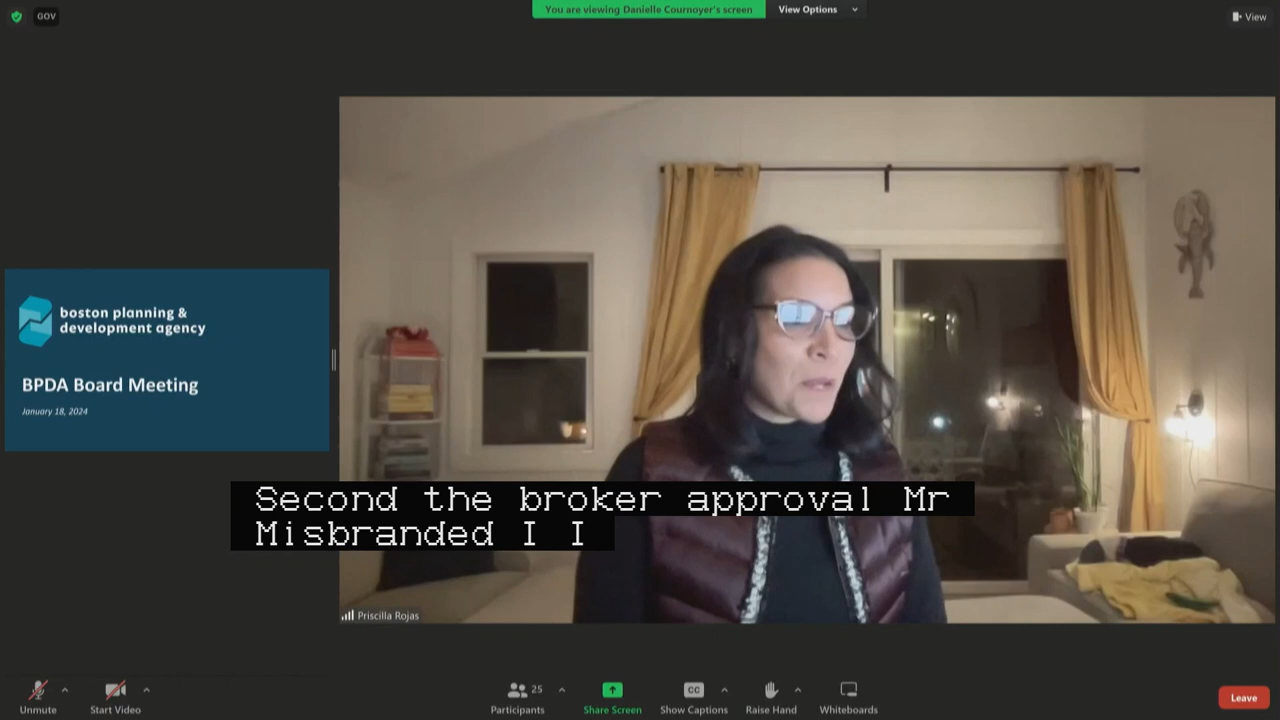 GOV
You are viewing Danielle Cournoyer's screen
View Options
View
boston planning &
development agency
BPDA Board Meeting
January 18, 2024
Second the broker approval Mr
Misbranded I I
Priscilla Rojas
Unmute
Start Video
25
Participants
Share Screen
CC
Show Captions
Raise Hand
Whiteboards
Leave